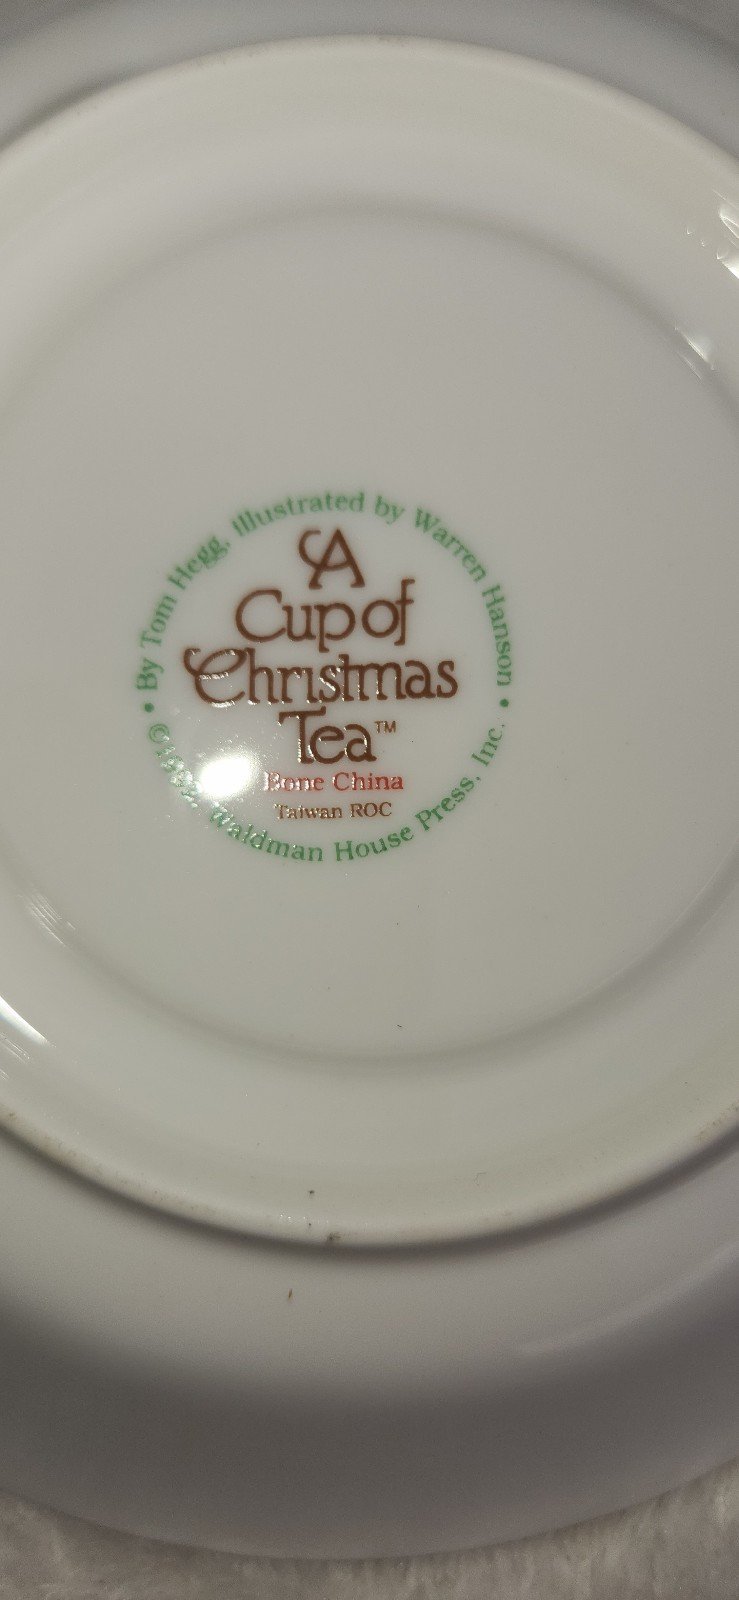 • By Tom Hegg, Illustrated by Warren Hanson •
A
Cup of
Christmas
Tea™
Bone China
Taiwan ROC
© Waldman House Press, Inc.